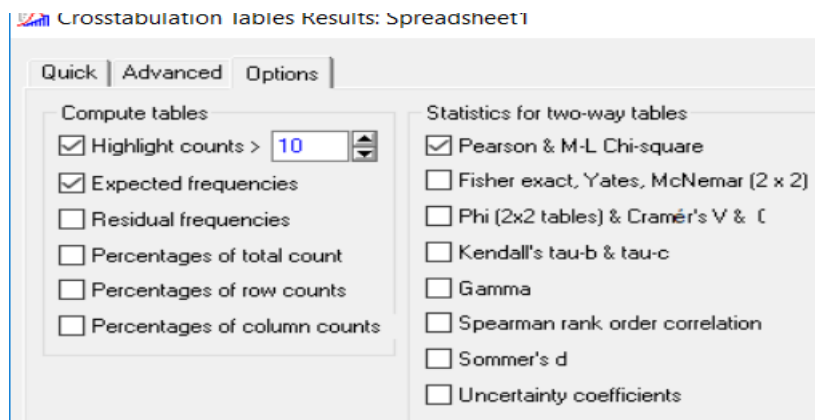 Crosstabulation Tables Results: Spreadsheet1
Quick Advanced Options
Compute tables
Highlight counts > 10
Expected frequencies
Residual frequencies
Percentages of total count
Percentages of row counts
Percentages of column counts
Statistics for two-way tables
Pearson & M-L Chi-square
Fisher exact, Yates, McNemar (2 x 2)
Phi (2x2 tables) & Cramér's V &
Kendall's tau-b & tau-c
Gamma
Spearman rank order correlation
Sommer's d
Uncertainty coefficients